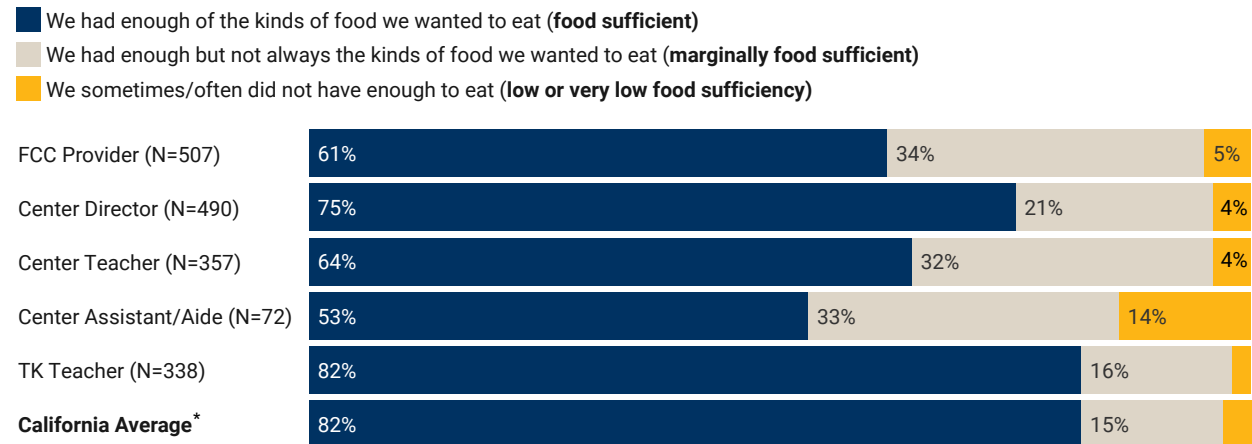 We had enough of the kinds of food we wanted to eat (food sufficient)
We had enough but not always the kinds of food we wanted to eat (marginally food sufficient)
We sometimes/often did not have enough to eat (low or very low food sufficiency)
FCC Provider (N=507) 61% 34% 5%
Center Director (N=490) 75% 21% 4%
Center Teacher (N=357) 64% 32% 4%
Center Assistant/Aide (N=72) 53% 33% 14%
TK Teacher (N=338) 82% 16%
California Average* 82% 15%